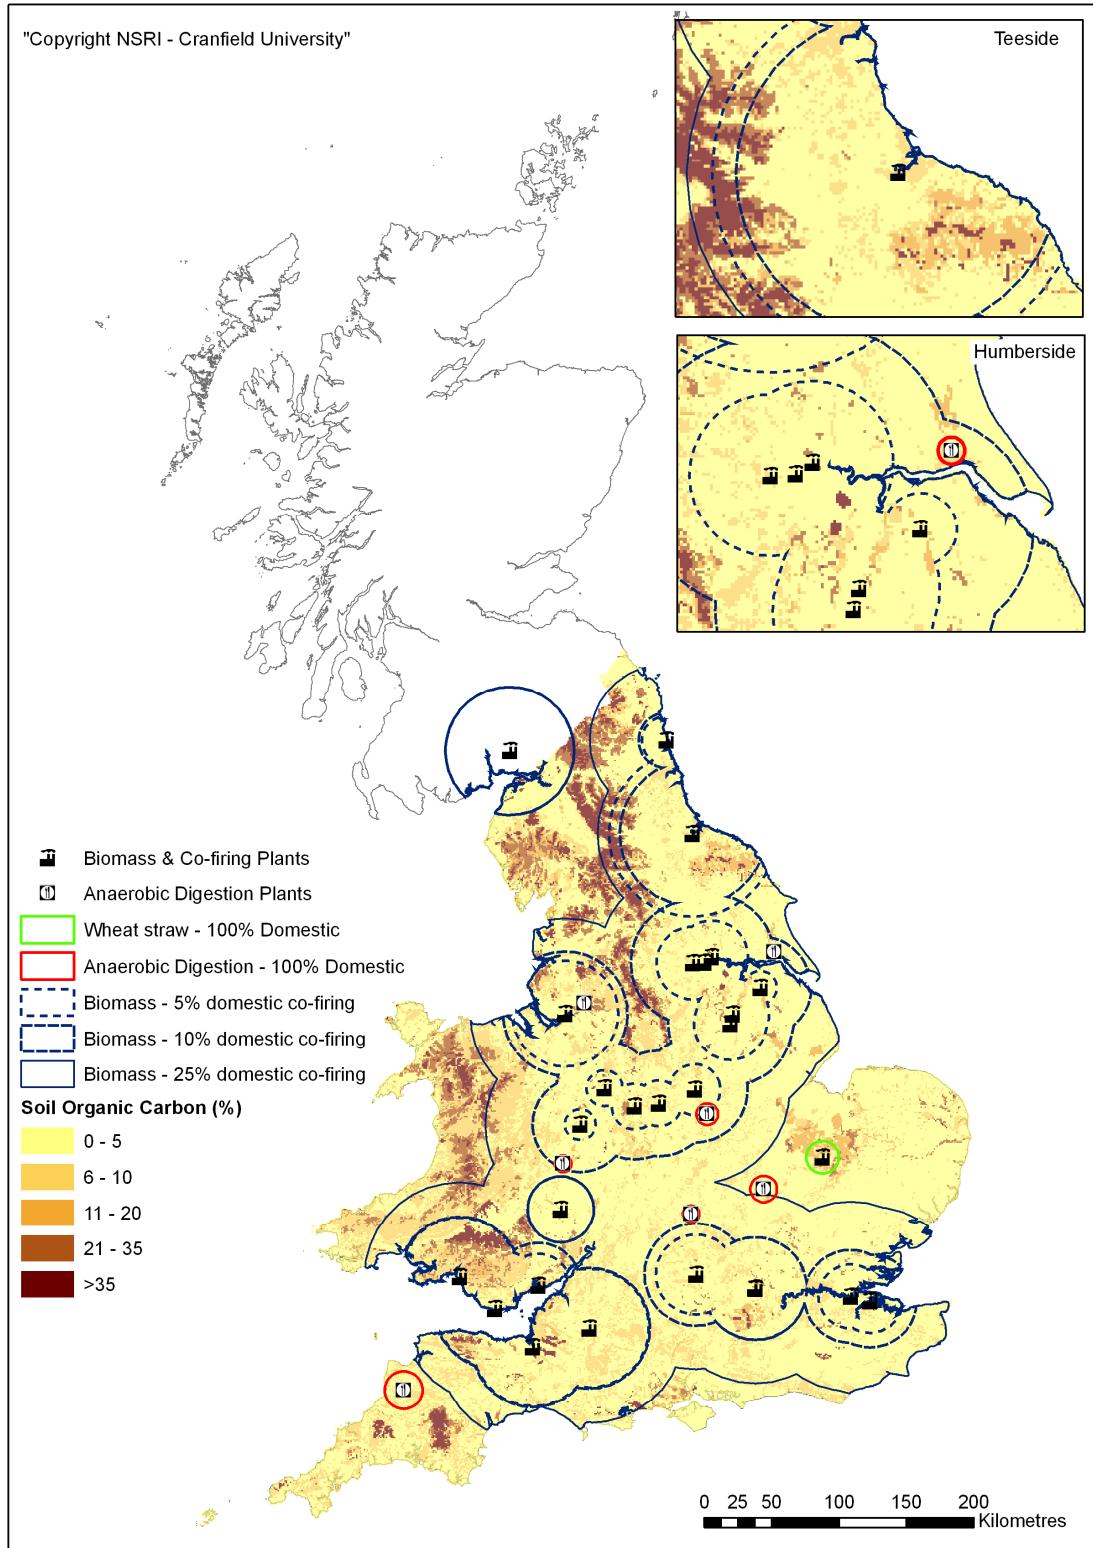 "Copyright NSRI - Cranfield University"
Teeside
Humberside
Biomass & Co-firing Plants
Anaerobic Digestion Plants
Wheat straw - 100% Domestic
Anaerobic Digestion - 100% Domestic
Biomass - 5% domestic co-firing
Biomass - 10% domestic co-firing
Biomass - 25% domestic co-firing
Soil Organic Carbon (%)
0 - 5
6 - 10
11 - 20
21 - 35
>35
0 25 50 100 150 200
Kilometres